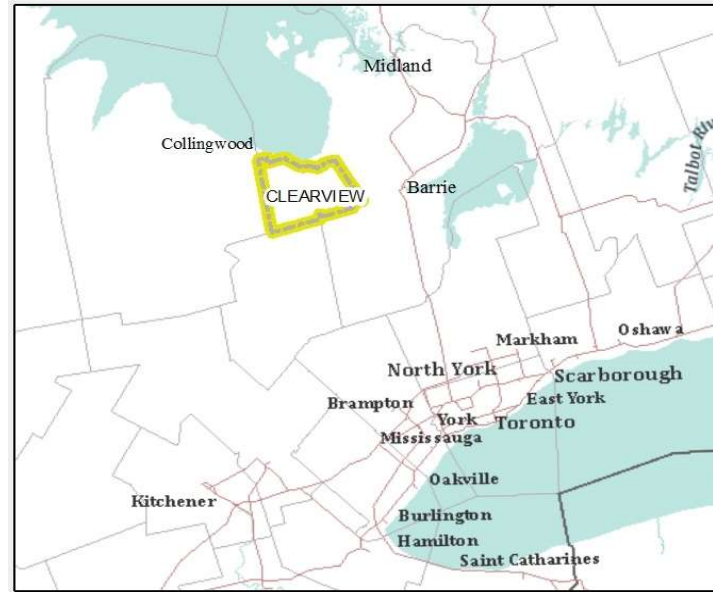 Midland
Collingwood
Barrie
CLEARVIEW
Talbot Riv
Oshawa
Markham
North York
Scarborough
Brampton
East York
York
Toronto
Mississauga
Oakville
Kitchener
Burlington
Hamilton
Saint Catharines